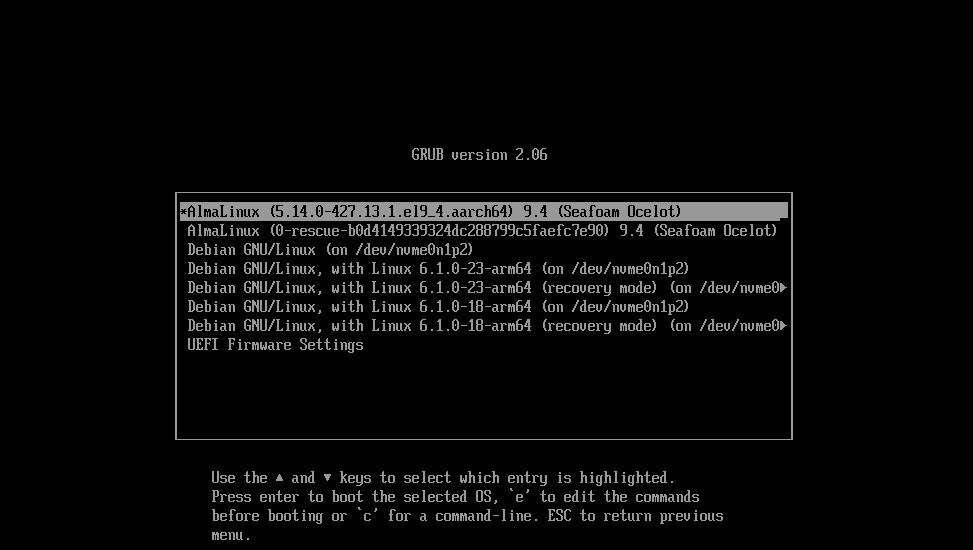 GRUB version 2.06
*AlmaLinux (5.14.0-427.13.1.el9_4.aarch64) 9.4 (Seafoam Ocelot)
AlmaLinux (0-rescue-b0d4149339324dc288799c5faefc7e90) 9.4 (Seafoam Ocelot)
Debian GNU/Linux (on /dev/nvme0n1p2)
Debian GNU/Linux, with Linux 6.1.0-23-arm64 (on /dev/nvme0n1p2)
Debian GNU/Linux, with Linux 6.1.0-23-arm64 (recovery mode) (on /dev/nvme0▶
Debian GNU/Linux, with Linux 6.1.0-18-arm64 (on /dev/nvme0n1p2)
Debian GNU/Linux, with Linux 6.1.0-18-arm64 (recovery mode) (on /dev/nvme0▶
UEFI Firmware Settings
Use the ▲ and ▼ keys to select which entry is highlighted.
Press enter to boot the selected OS, `e' to edit the commands
before booting or `c' for a command-line. ESC to return previous
menu.